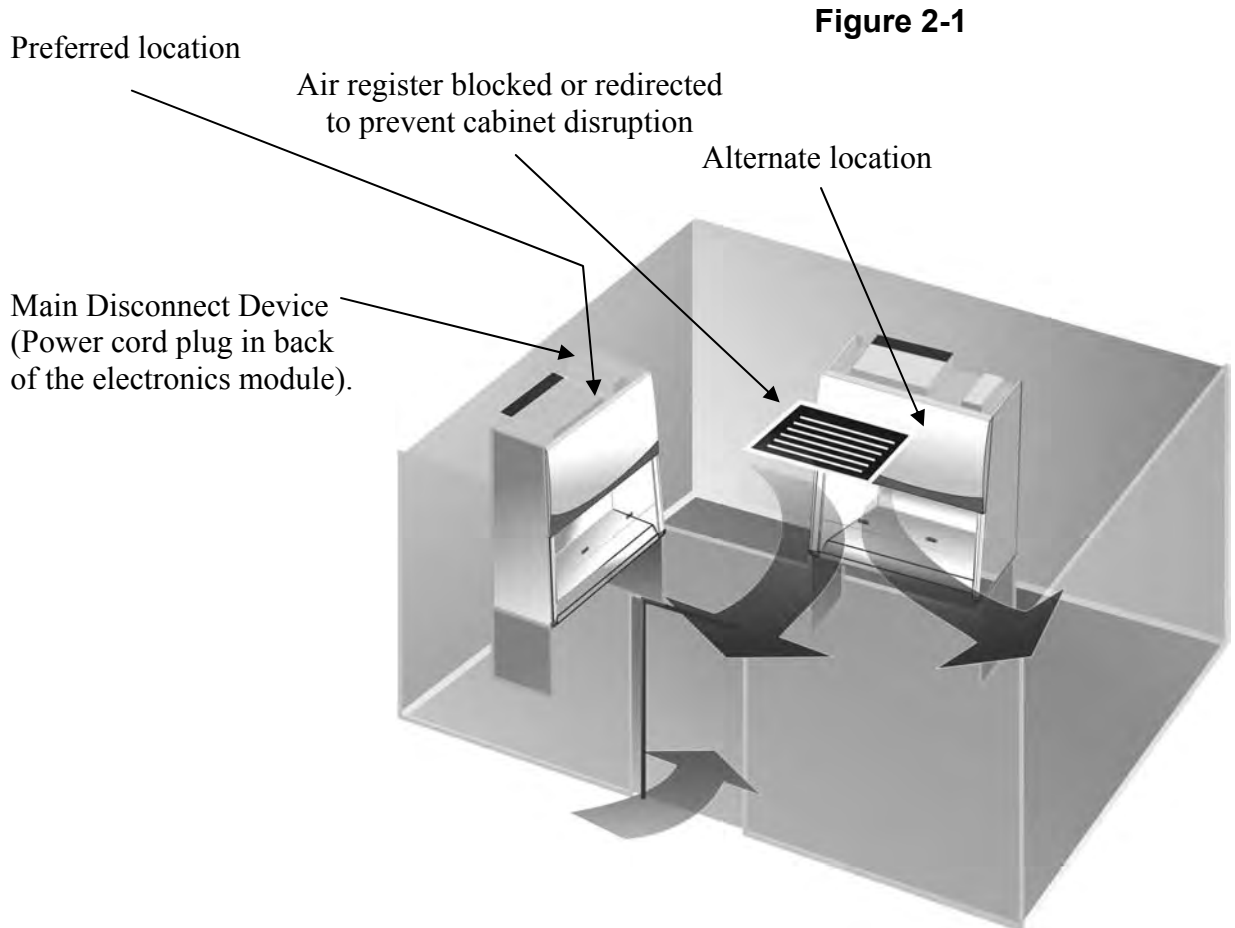 Figure 2-1
Preferred location
Air register blocked or redirected
to prevent cabinet disruption
Alternate location
Main Disconnect Device
(Power cord plug in back
of the electronics module).